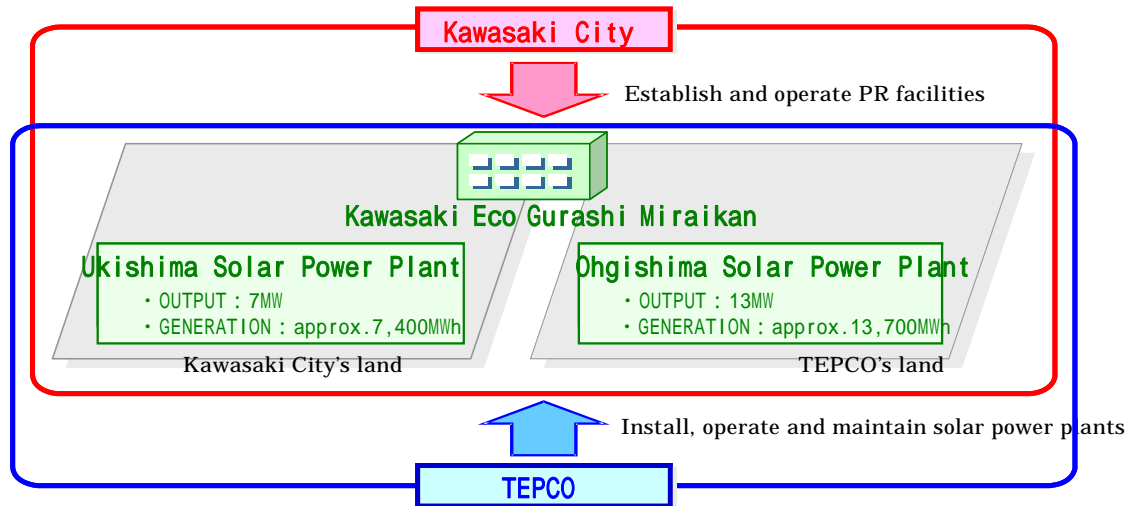 Kawasaki City
Establish and operate PR facilities
Kawasaki Eco Gurashi Miraikan
Ukishima Solar Power Plant
・OUTPUT：7MW
・GENERATION：approx.7,400MWh
Kawasaki City's land
Ohgishima Solar Power Plant
・OUTPUT：13MW
・GENERATION：approx.13,700MWh
TEPCO's land
Install, operate and maintain solar power plants
TEPCO